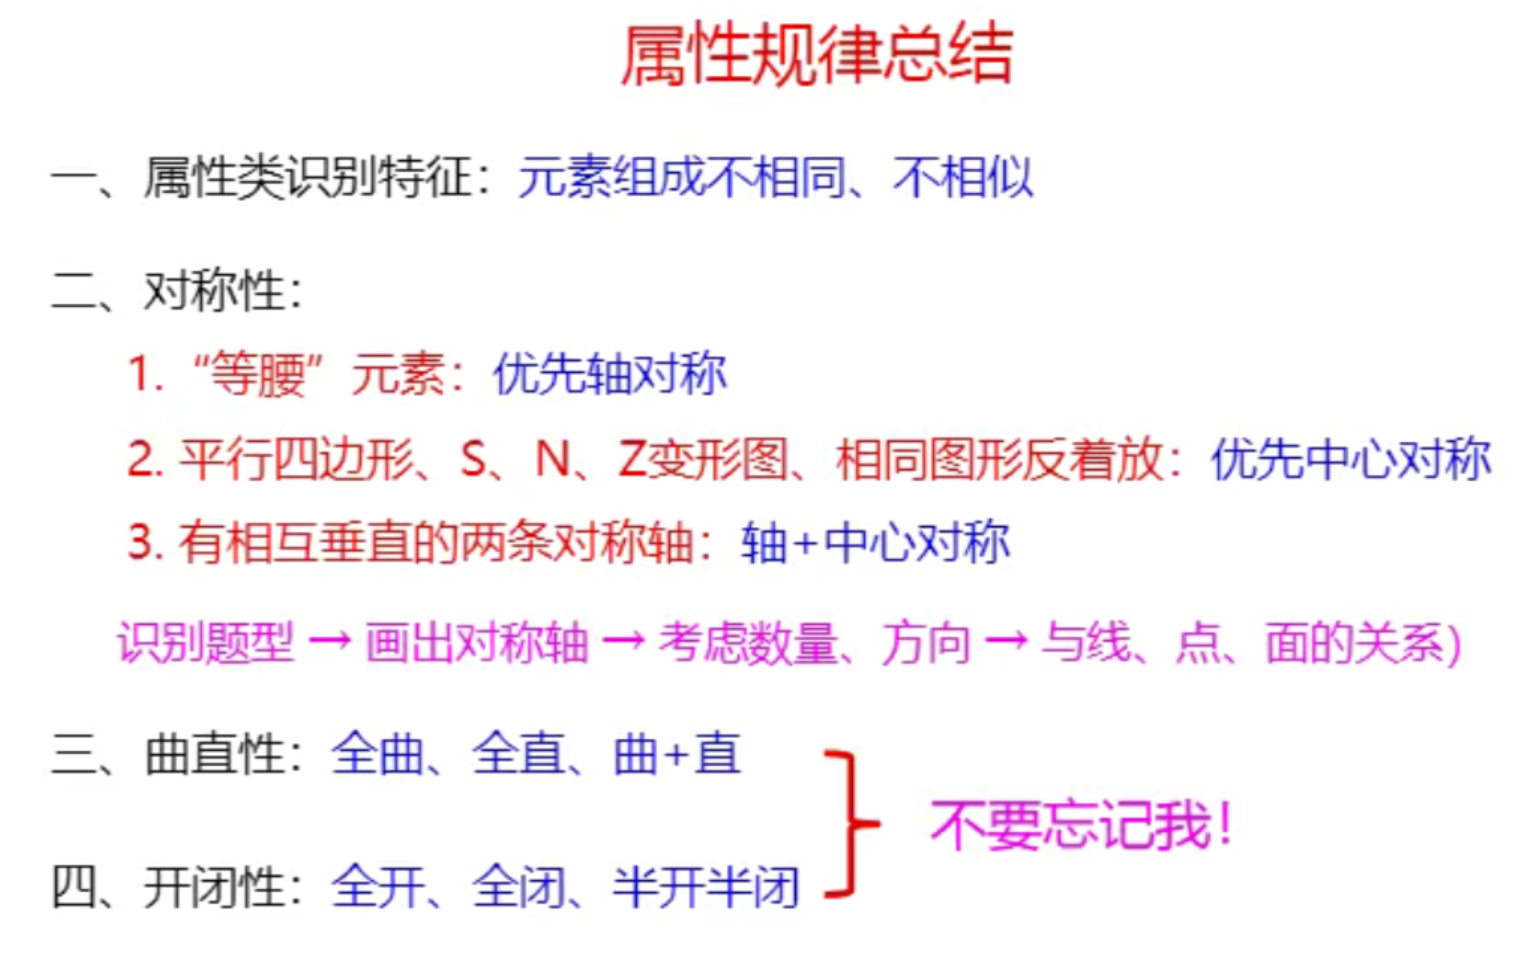 属性规律总结
一、属性类识别特征：元素组成不相同、不相似
二、对称性：
1.“等腰”元素：优先轴对称
2. 平行四边形、S、N、Z变形图、相同图形反着放：优先中心对称
3. 有相互垂直的两条对称轴：轴+中心对称
识别题型→画出对称轴→考虑数量、方向→与线、点、面的关系)
三、曲直性：全曲、全直、曲+直
不要忘记我！
四、开闭性：全开、全闭、半开半闭